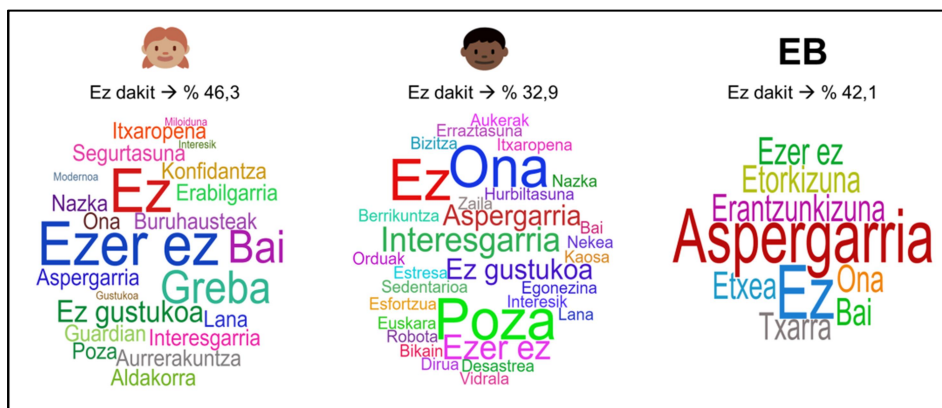 EB
Ez dakit → % 46,3
Ez dakit → % 32,9
Ez dakit → % 42,1
Miloiduna
Itxaropena
Interesik
Segurtasuna
Konfidantza
Modernoa
Ez
Erabilgarria
Nazka
Ona
Buruhausteak
Ezer ez
Bai
Aspergarria
Greba
Gustukoa
Ez gustukoa
Lana
Guardian
Interesgarria
Poza
Aurrerakuntza
Aldakorra
Aukerak
Erraztasuna
Bizitza
Itxaropena
Ez
Ona
Nazka
Hurbiltasuna
Zaila
Berrikuntza
Aspergarria
Bai
Interesgarria
Nekea
Orduak
Kaosa
Estresa
Ez gustukoa
Sedentarioa
Egonezina
Esfortzua
Interesik
Poza
Lana
Euskara
Robota
Bikain
Ezer ez
Dirua
Desastrea
Vidrala
Ezer ez
Etorkizuna
Erantzunkizuna
Aspergarria
Etxea
Ez
Ona
Bai
Txarra